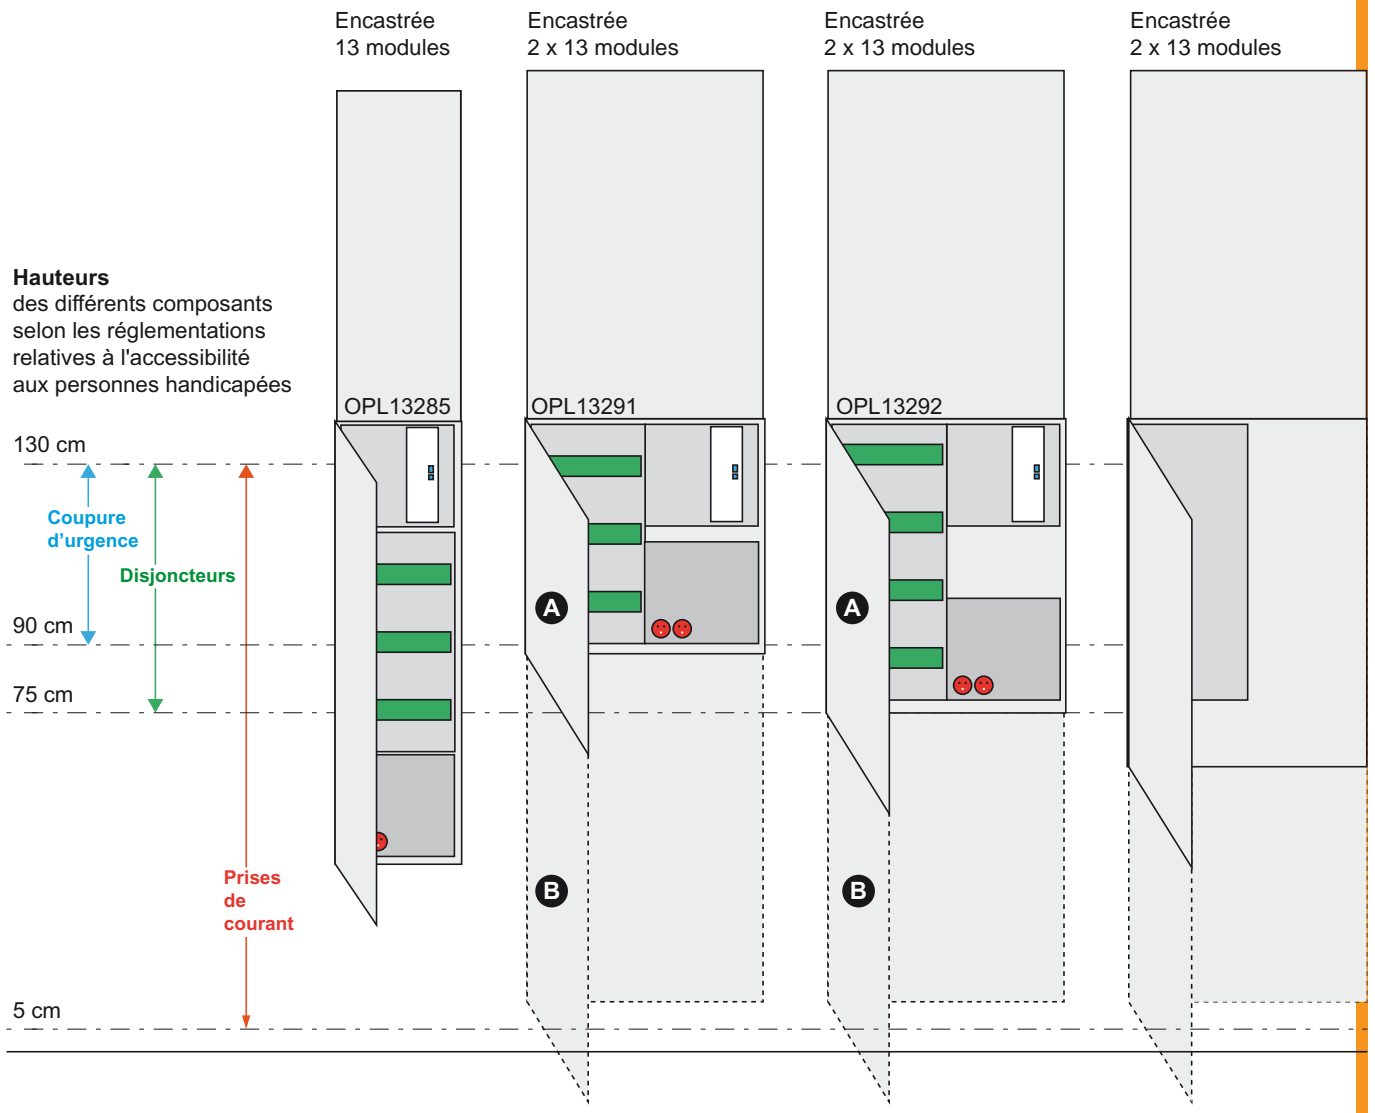 Encastrée
13 modules
Encastrée
2 x 13 modules
Encastrée
2 x 13 modules
Encastrée
2 x 13 modules
Hauteurs
des différents composants
selon les réglementations
relatives à l'accessibilité
aux personnes handicapées
OPL13285
OPL13291
OPL13292
130 cm
Coupure
d'urgence
Disjoncteurs
A
A
90 cm
75 cm
Prises
de
courant
B
B
5 cm